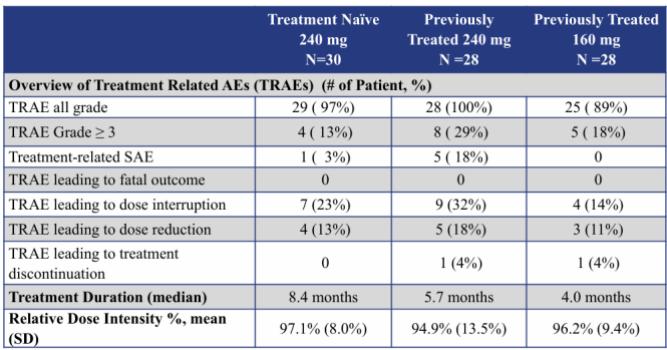 Treatment Naïve 240 mg N=30 Previously Treated 240 mg N =28 Previously Treated 160 mg N =28
Overview of Treatment Related AEs (TRAEs) (# of Patient, %)
TRAE all grade 29 ( 97%) 28 (100%) 25 ( 89%)
TRAE Grade ≥ 3 4 ( 13%) 8 ( 29%) 5 ( 18%)
Treatment-related SAE 1 ( 3%) 5 ( 18%) 0
TRAE leading to fatal outcome 0 0 0
TRAE leading to dose interruption 7 (23%) 9 (32%) 4 (14%)
TRAE leading to dose reduction 4 (13%) 5 (18%) 3 (11%)
TRAE leading to treatment discontinuation 0 1 (4%) 1 (4%)
Treatment Duration (median) 8.4 months 5.7 months 4.0 months
Relative Dose Intensity %, mean (SD) 97.1% (8.0%) 94.9% (13.5%) 96.2% (9.4%)